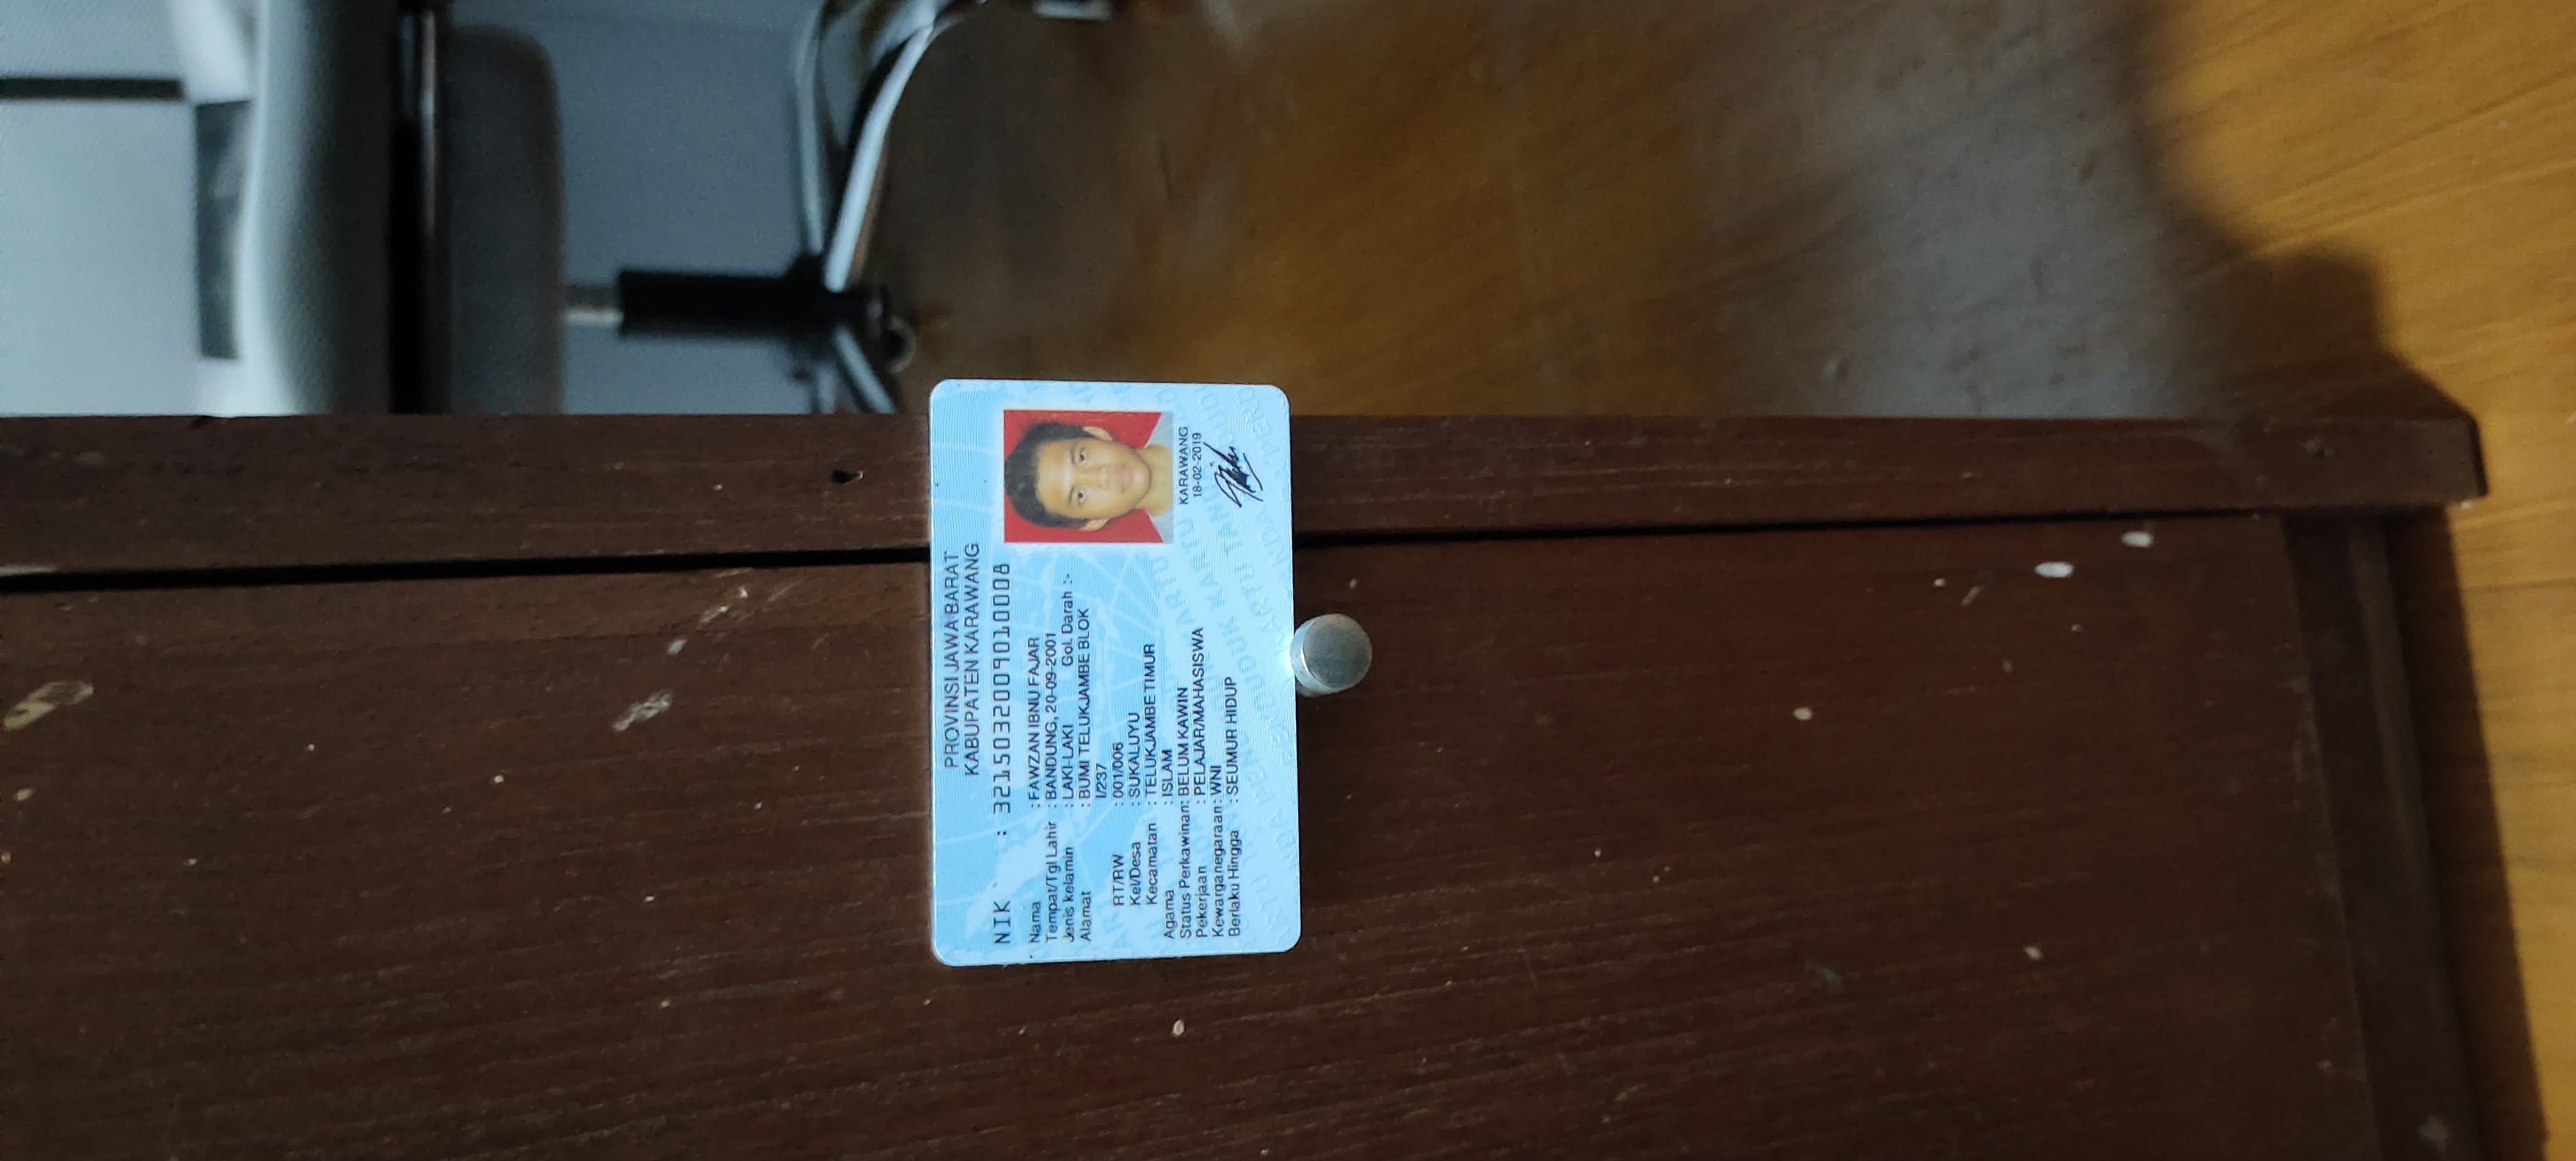 PROVINSI JAWA BARAT
KABUPATEN KARAWANG
NIK : 3215032009010008
Nama : FAWZAN IBNU FAJAR
Tempat/Tgl Lahir : BANDUNG, 20-09-2001
Jenis kelamin : LAKI-LAKI Gol. Darah :-
Alamat : BUMI TELUKJAMBE BLOK
I/237
RT/RW : 001/006
Kel/Desa : SUKALUYU
Kecamatan : TELUKJAMBE TIMUR
Agama : ISLAM
Status Perkawinan: BELUM KAWIN
Pekerjaan : PELAJAR/MAHASISWA
Kewarganegaraan: WNI
Berlaku Hingga : SEUMUR HIDUP
KARAWANG
18-02-2019